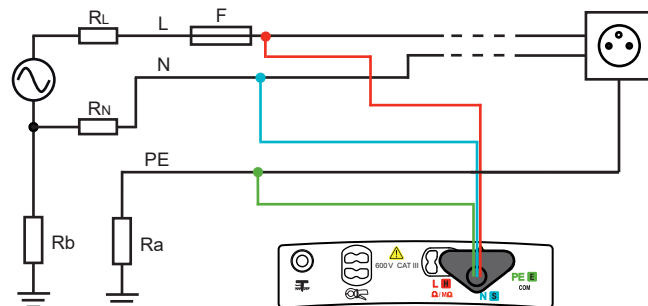 RL L F
N
RN
PE
Rb Ra
600V CAT III
L H PE E
Ω/MΩ N S COM